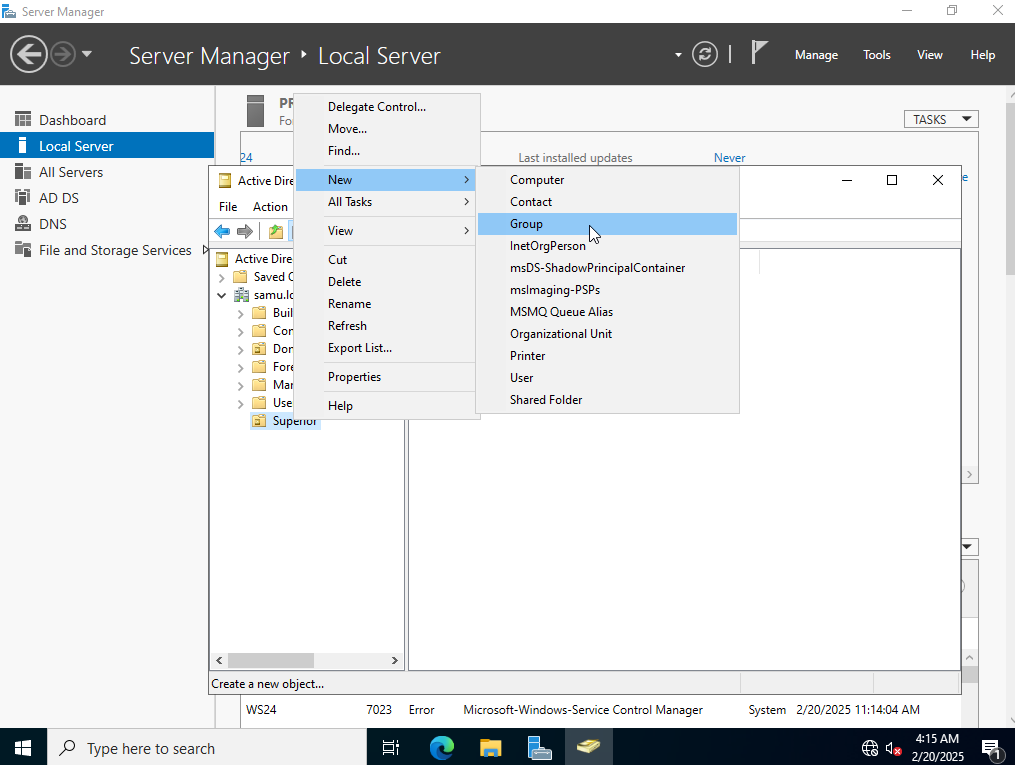 Server Manager
Server Manager ‣ Local Server
Manage Tools View Help
Dashboard
Local Server
All Servers
AD DS
DNS
File and Storage Services
TASKS
24 Last installed updates Never
Delegate Control...
Move...
Find...
New
All Tasks
View
Cut
Delete
Rename
Refresh
Export List...
Properties
Help
Computer
Contact
Group
InetOrgPerson
msDS-ShadowPrincipalContainer
msImaging-PSPs
MSMQ Queue Alias
Organizational Unit
Printer
User
Shared Folder
Active Dire
File Action
Active Dire
Saved C
samu.lo
Buil
Con
Don
Fore
Mar
Use
Superior
Create a new object...
WS24 7023 Error Microsoft-Windows-Service Control Manager System 2/20/2025 11:14:04 AM
Type here to search
4:15 AM
2/20/2025
1